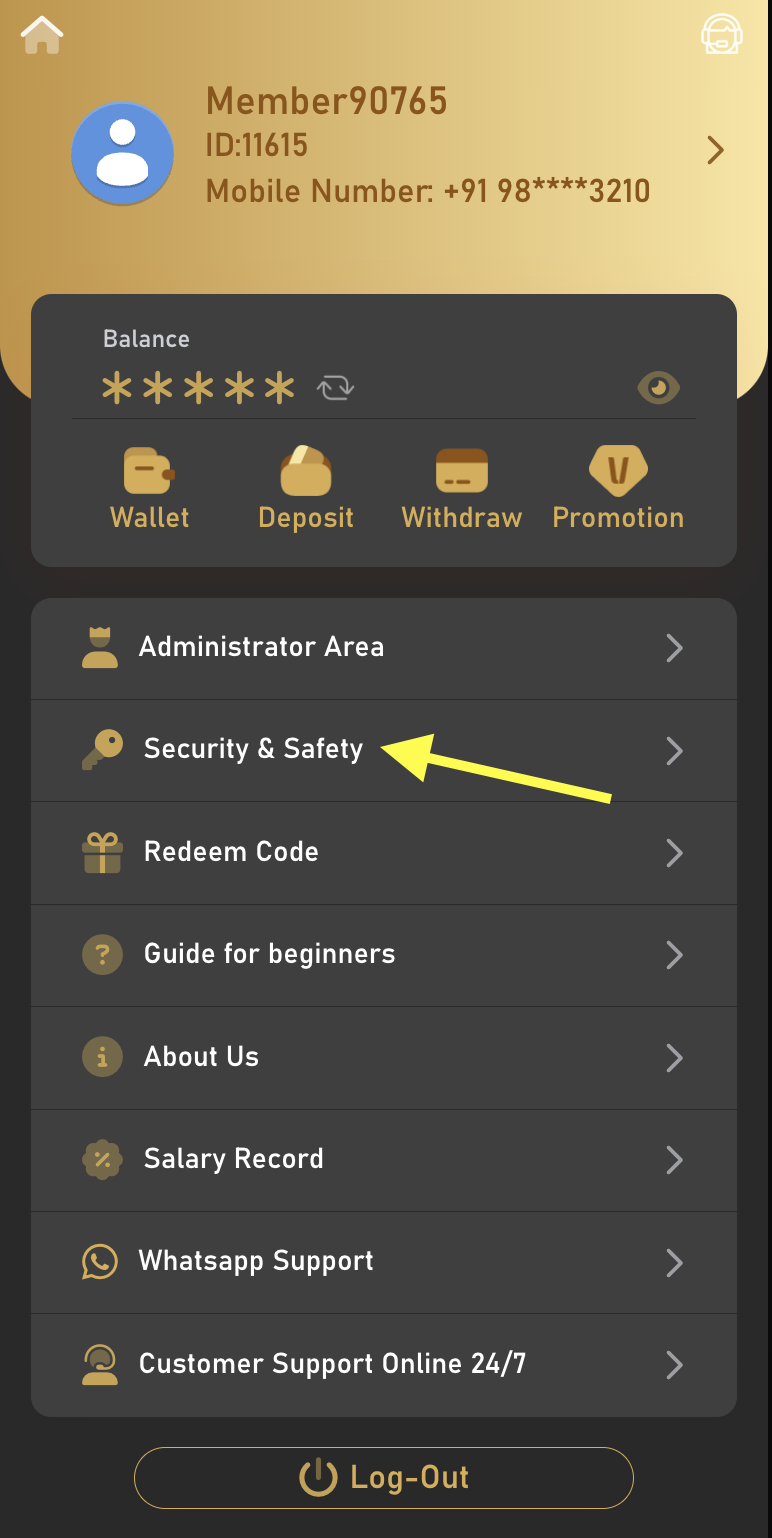 Member90765
ID:11615
Mobile Number: +91 98****3210
Balance
*****
Wallet Deposit Withdraw Promotion
Administrator Area
Security & Safety
Redeem Code
Guide for beginners
About Us
Salary Record
Whatsapp Support
Customer Support Online 24/7
Log-Out